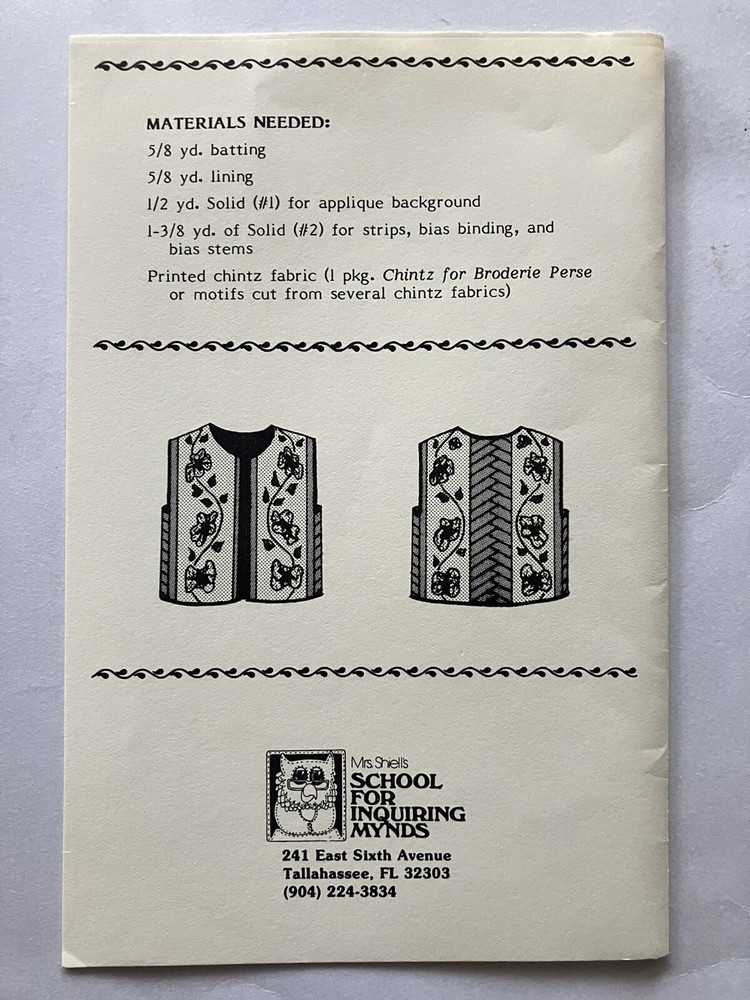 MATERIALS NEEDED:
5/8 yd. batting
5/8 yd. lining
1/2 yd. Solid (#1) for applique background
1-3/8 yd. of Solid (#2) for strips, bias binding, and
bias stems
Printed chintz fabric (1 pkg. Chintz for Broderie Perse
or motifs cut from several chintz fabrics)
Mrs. Shiell's
SCHOOL
FOR
INQUIRING
MYNDS
241 East Sixth Avenue
Tallahassee, FL 32303
(904) 224-3834